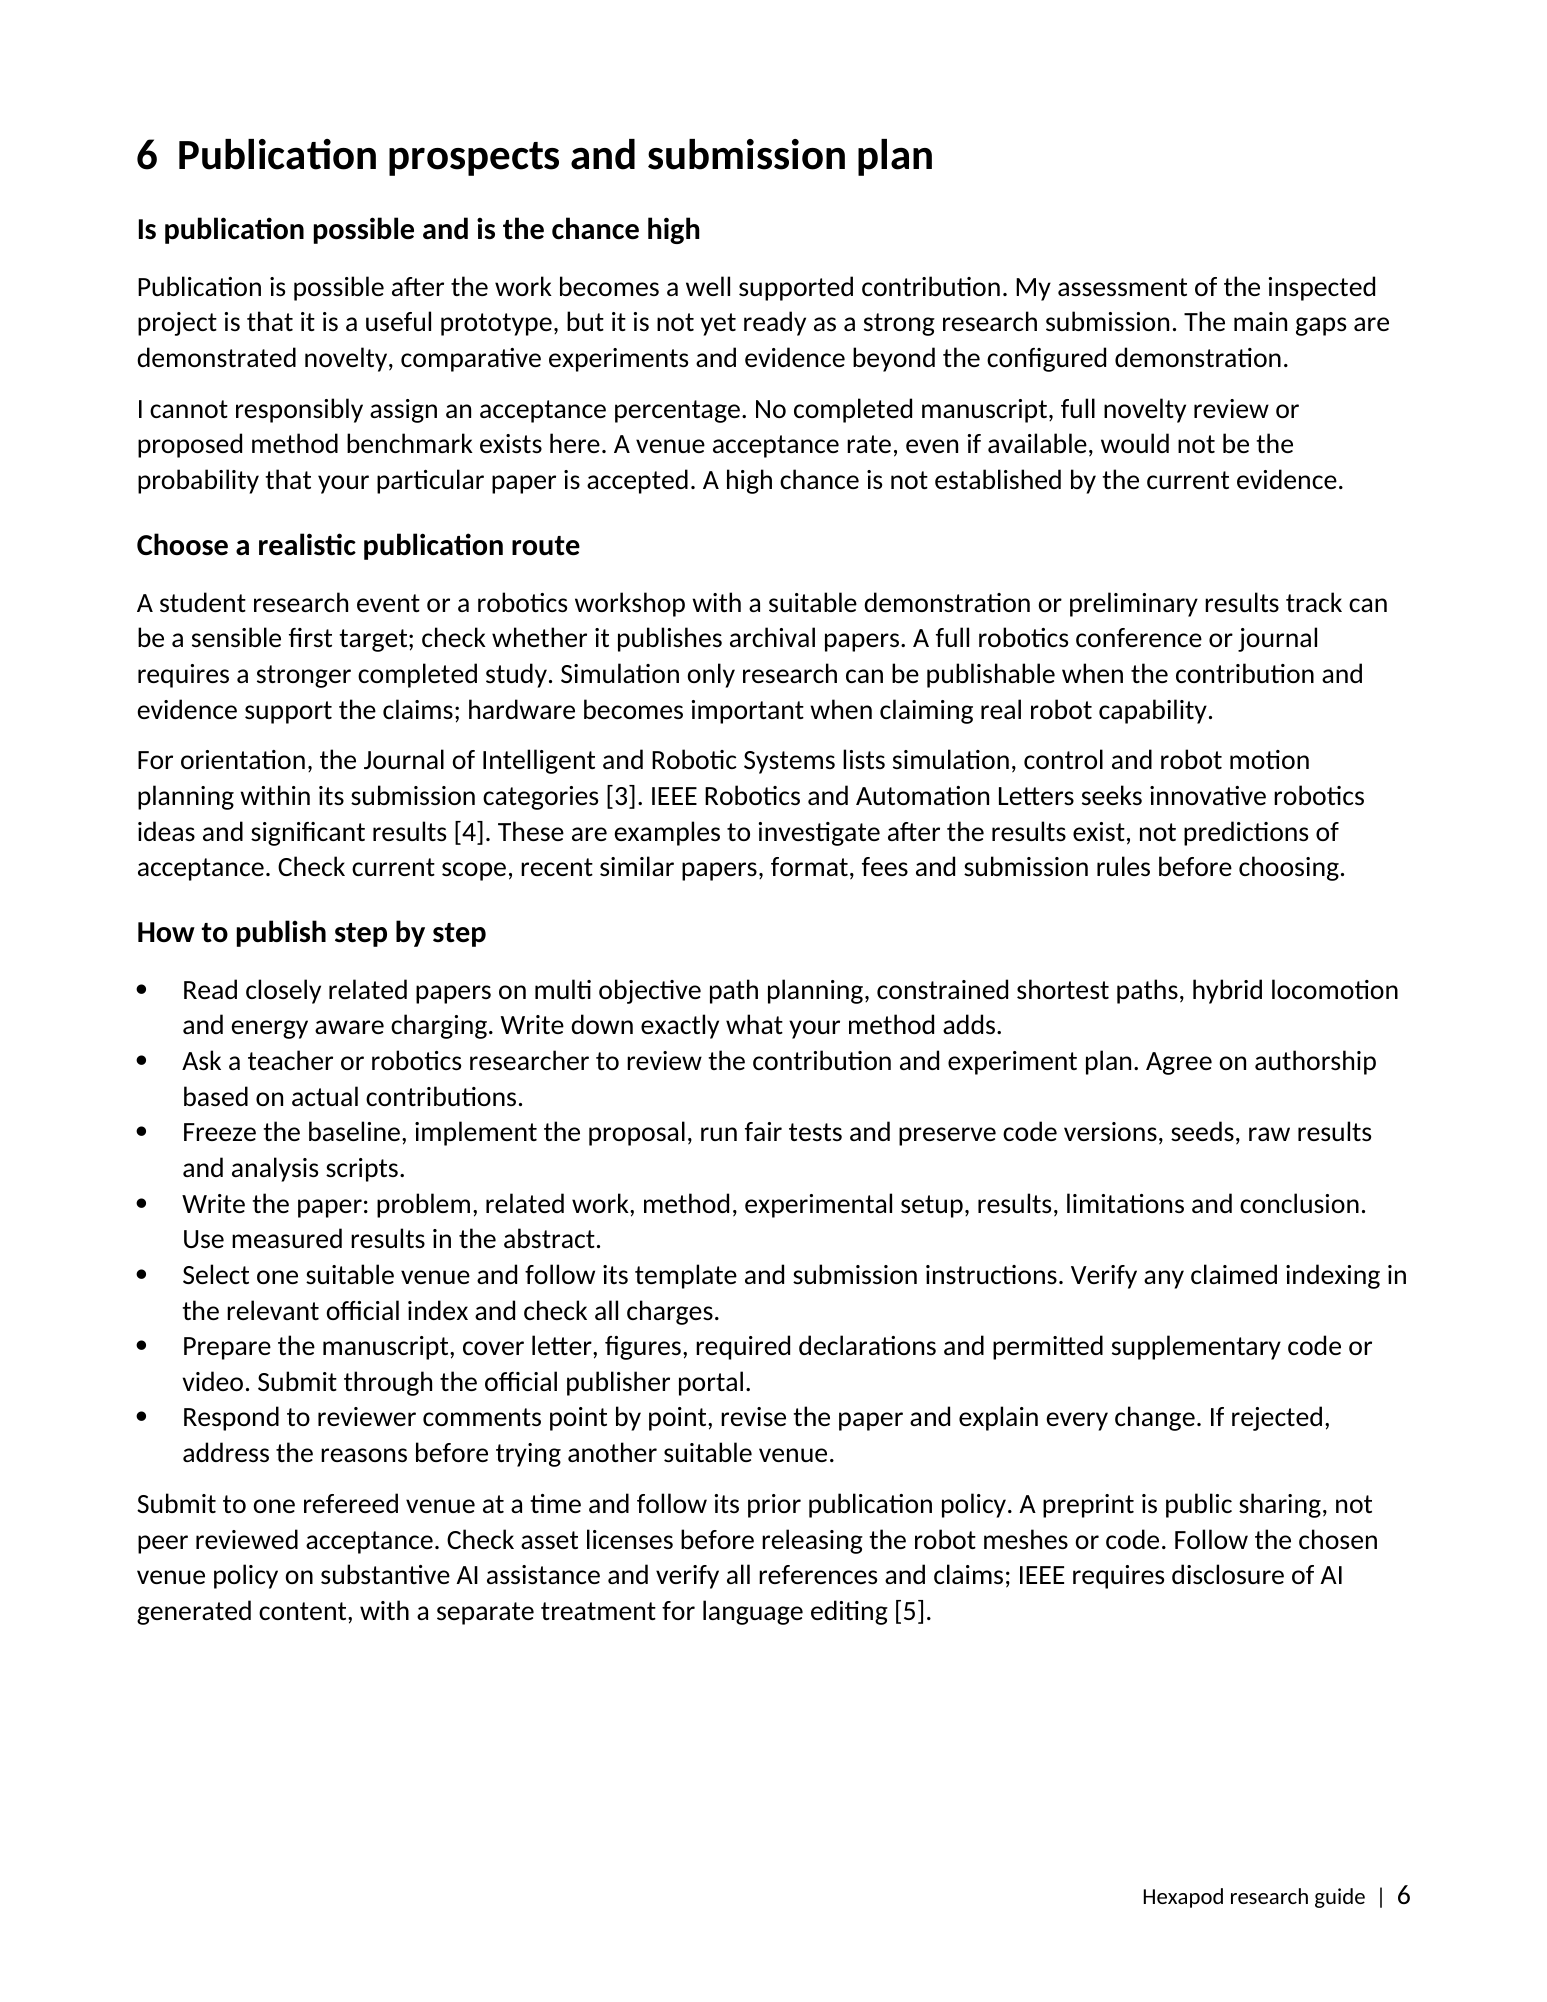 6 Publication prospects and submission plan
Is publication possible and is the chance high
Publication is possible after the work becomes a well supported contribution. My assessment of the inspected
project is that it is a useful prototype, but it is not yet ready as a strong research submission. The main gaps are
demonstrated novelty, comparative experiments and evidence beyond the configured demonstration.
I cannot responsibly assign an acceptance percentage. No completed manuscript, full novelty review or
proposed method benchmark exists here. A venue acceptance rate, even if available, would not be the
probability that your particular paper is accepted. A high chance is not established by the current evidence.
Choose a realistic publication route
A student research event or a robotics workshop with a suitable demonstration or preliminary results track can
be a sensible first target; check whether it publishes archival papers. A full robotics conference or journal
requires a stronger completed study. Simulation only research can be publishable when the contribution and
evidence support the claims; hardware becomes important when claiming real robot capability.
For orientation, the Journal of Intelligent and Robotic Systems lists simulation, control and robot motion
planning within its submission categories [3]. IEEE Robotics and Automation Letters seeks innovative robotics
ideas and significant results [4]. These are examples to investigate after the results exist, not predictions of
acceptance. Check current scope, recent similar papers, format, fees and submission rules before choosing.
How to publish step by step
• Read closely related papers on multi objective path planning, constrained shortest paths, hybrid locomotion
and energy aware charging. Write down exactly what your method adds.
• Ask a teacher or robotics researcher to review the contribution and experiment plan. Agree on authorship
based on actual contributions.
• Freeze the baseline, implement the proposal, run fair tests and preserve code versions, seeds, raw results
and analysis scripts.
• Write the paper: problem, related work, method, experimental setup, results, limitations and conclusion.
Use measured results in the abstract.
• Select one suitable venue and follow its template and submission instructions. Verify any claimed indexing in
the relevant official index and check all charges.
• Prepare the manuscript, cover letter, figures, required declarations and permitted supplementary code or
video. Submit through the official publisher portal.
• Respond to reviewer comments point by point, revise the paper and explain every change. If rejected,
address the reasons before trying another suitable venue.
Submit to one refereed venue at a time and follow its prior publication policy. A preprint is public sharing, not
peer reviewed acceptance. Check asset licenses before releasing the robot meshes or code. Follow the chosen
venue policy on substantive AI assistance and verify all references and claims; IEEE requires disclosure of AI
generated content, with a separate treatment for language editing [5].
Hexapod research guide | 6